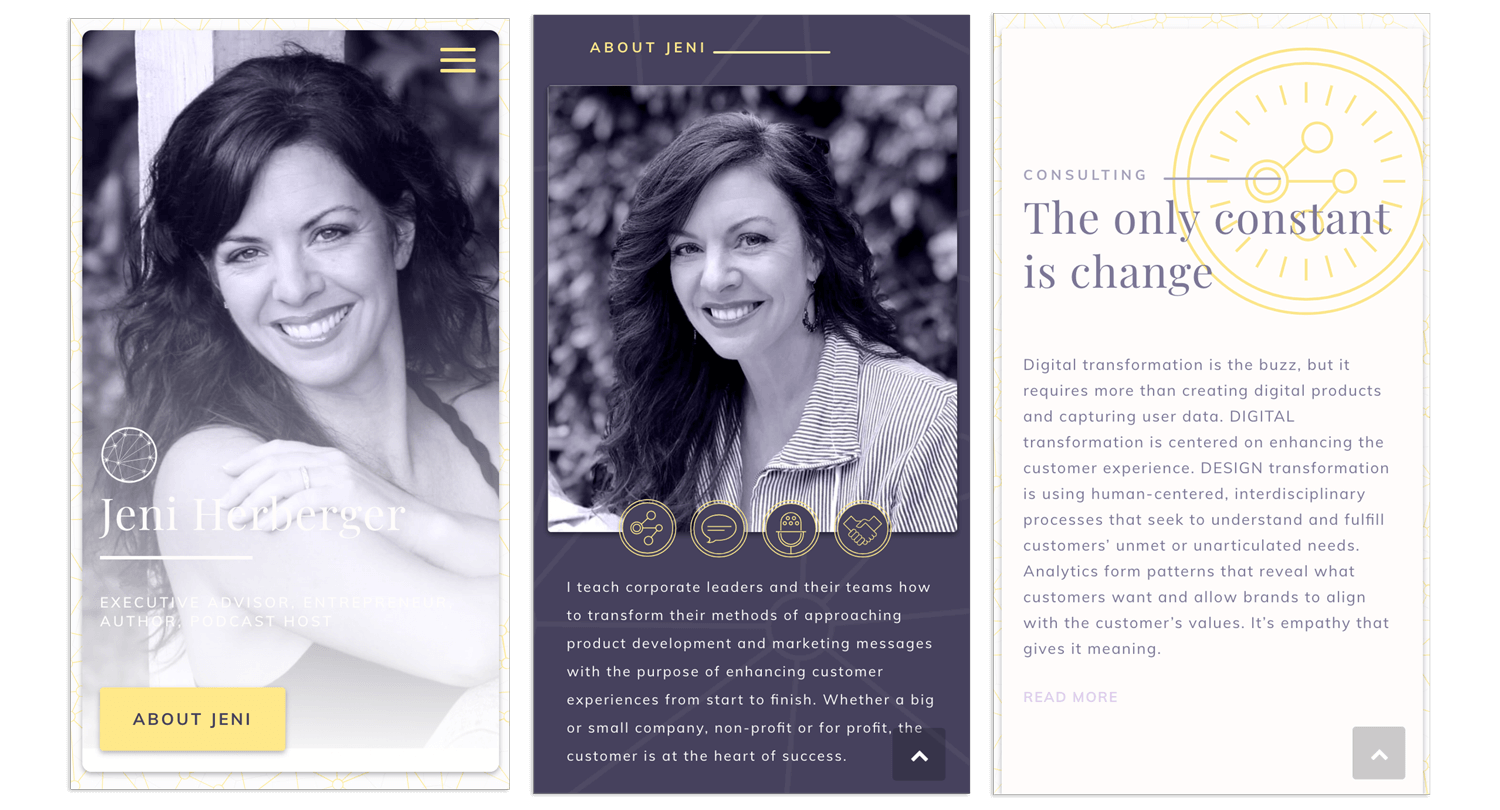 Jeni Herberger
EXECUTIVE ADVISOR, ENTREPRENEUR,
AUTHOR, PODCAST HOST
ABOUT JENI
ABOUT JENI
I teach corporate leaders and their teams how
to transform their methods of approaching
product development and marketing messages
with the purpose of enhancing customer
experiences from start to finish. Whether a big
or small company, non-profit or for profit, the
customer is at the heart of success.
CONSULTING
The only constant
is change
Digital transformation is the buzz, but it
requires more than creating digital products
and capturing user data. DIGITAL
transformation is centered on enhancing the
customer experience. DESIGN transformation
is using human-centered, interdisciplinary
processes that seek to understand and fulfill
customers’ unmet or unarticulated needs.
Analytics form patterns that reveal what
customers want and allow brands to align
with the customer’s values. It’s empathy that
gives it meaning.
READ MORE